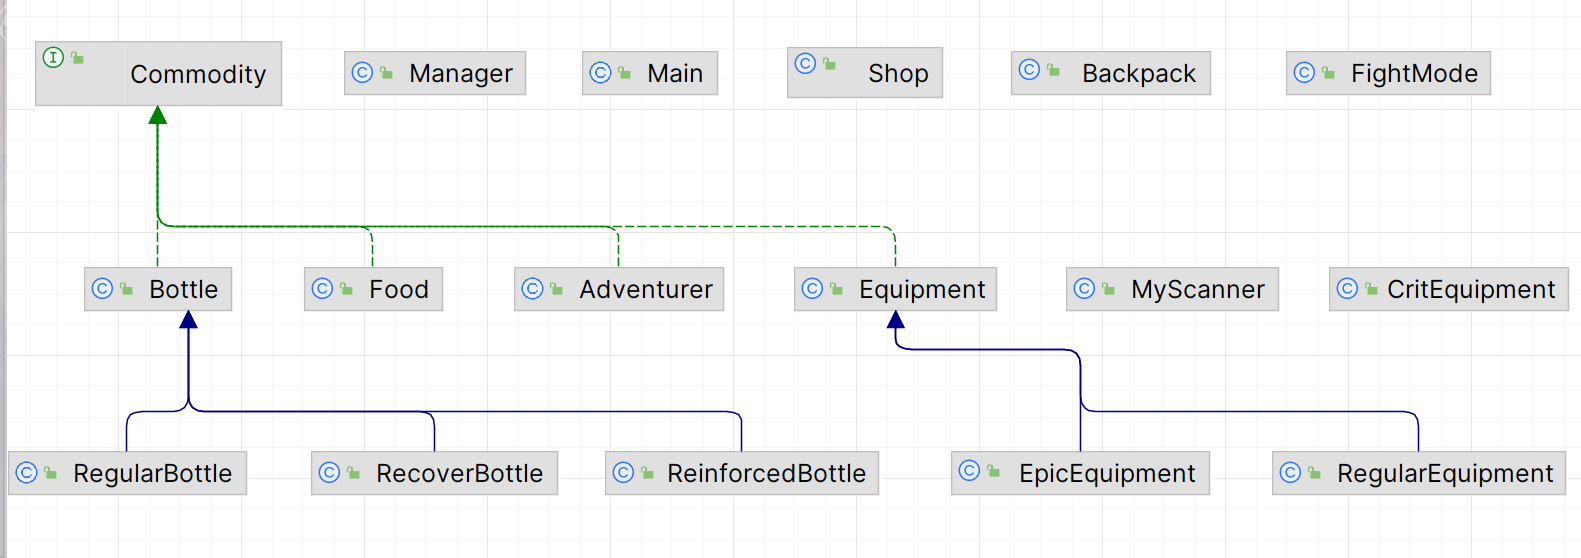 I Commodity
C Manager
C Main
C Shop
C Backpack
C FightMode
C Bottle
C Food
C Adventurer
C Equipment
C MyScanner
C CritEquipment
C RegularBottle
C RecoverBottle
C ReinforcedBottle
C EpicEquipment
C RegularEquipment